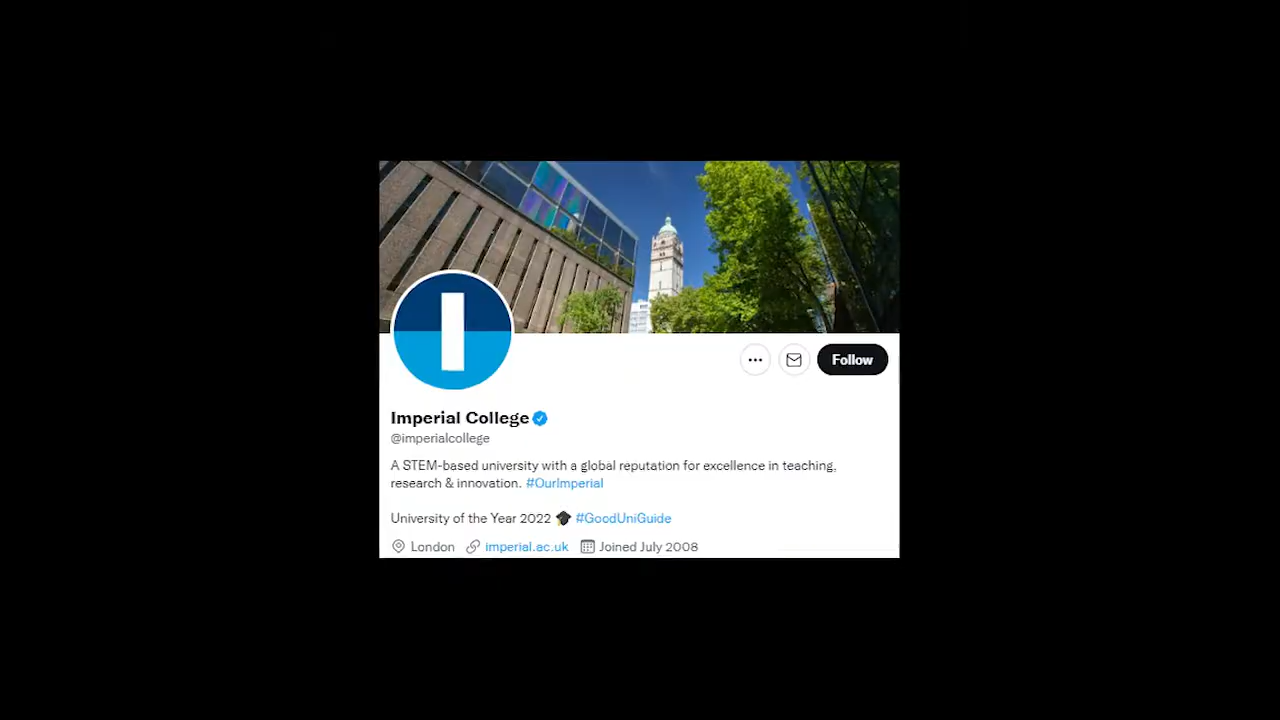 I
Follow
Imperial College
@imperialcollege
A STEM-based university with a global reputation for excellence in teaching,
research & innovation. #OurImperial
University of the Year 2022 🎓 #GoodUniGuide
London imperial.ac.uk Joined July 2008